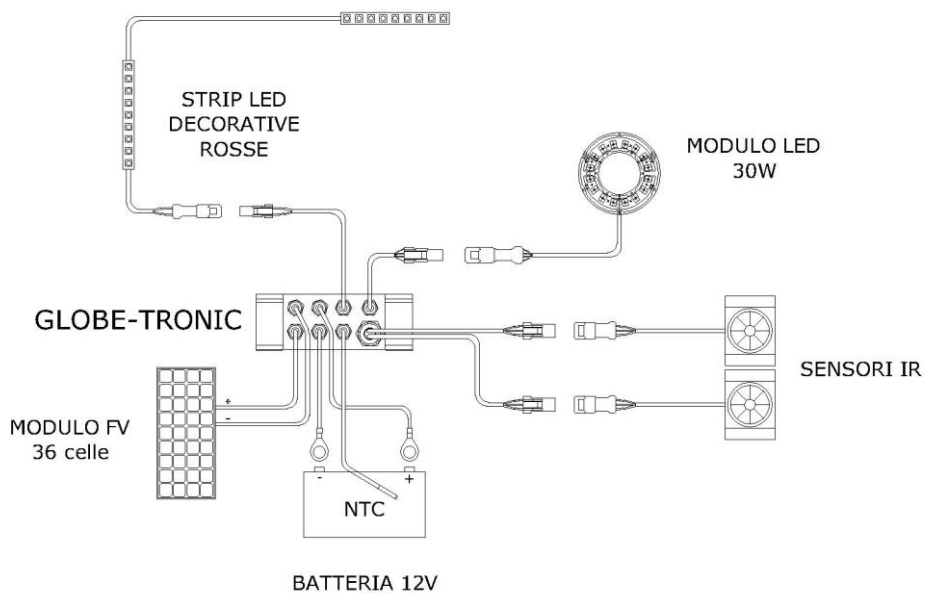 STRIP LED
DECORATIVE
ROSSE
MODULO LED
30W
GLOBE-TRONIC
SENSORI IR
MODULO FV
36 celle
+
-
- +
NTC
BATTERIA 12V